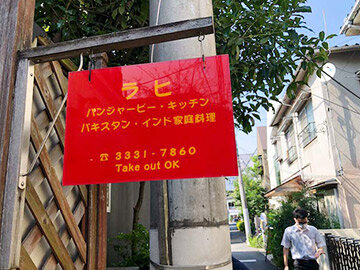 ラヒ
パンジャービー・キッチン
パキスタン・インド家庭料理
☎ 3331-7860
Take out OK